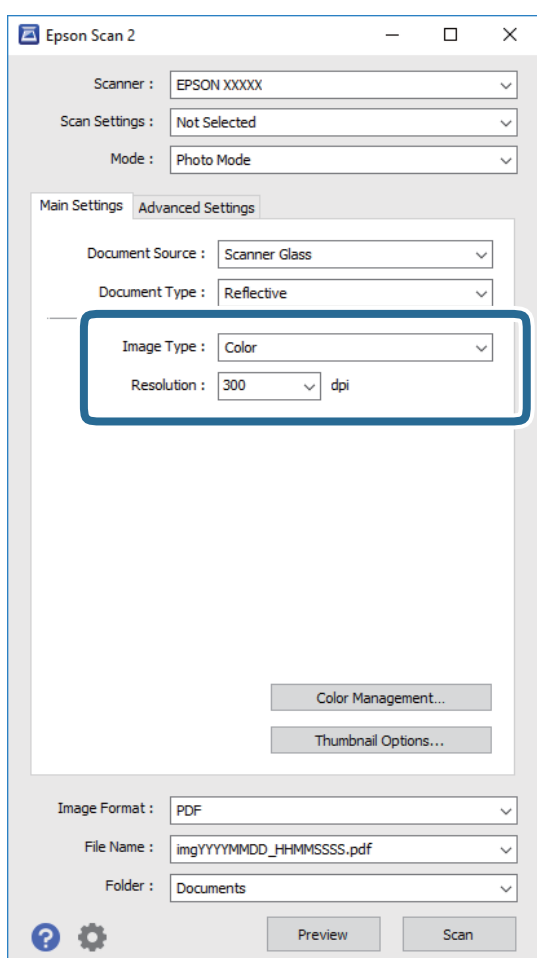 Epson Scan 2
Scanner : EPSON XXXXX
Scan Settings : Not Selected
Mode : Photo Mode
Main Settings Advanced Settings
Document Source : Scanner Glass
Document Type : Reflective
Image Type : Color
Resolution : 300 dpi
Color Management...
Thumbnail Options...
Image Format : PDF
File Name : imgYYYYMMDD_HHMMSSSS.pdf
Folder : Documents
? Preview Scan